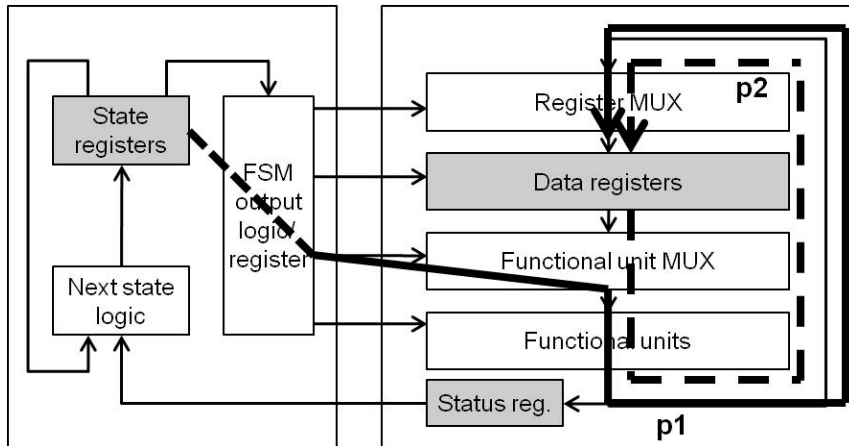 State
registers
FSM
output
logic/
register
Next state
logic
Register MUX
p2
Data registers
Functional unit MUX
Functional units
Status reg.
p1